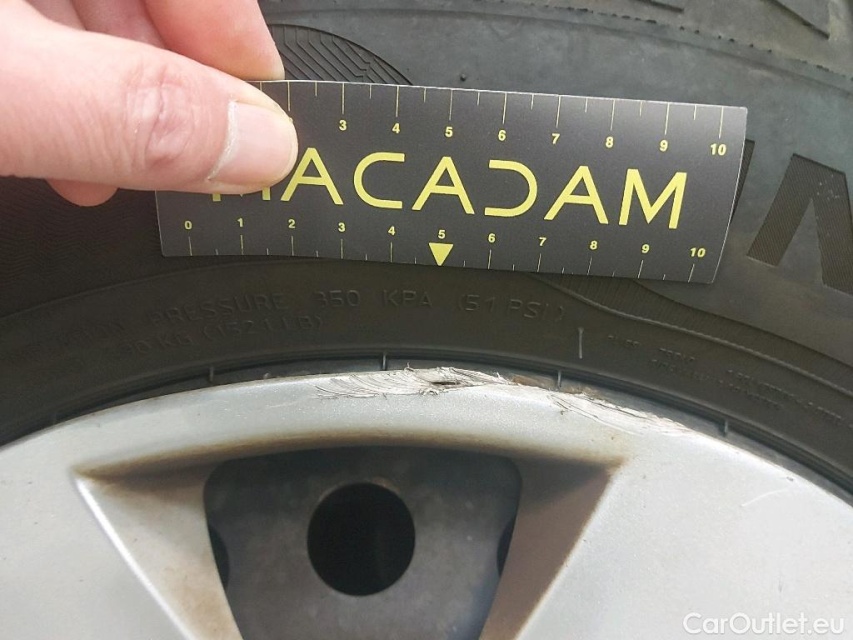 3 4 5 6 7 8 9 10
MACADAM
0 1 2 3 4 5 6 7 8 9 10
PRESSURE 350 KPA (51 PSI)
CarOutlet.eu